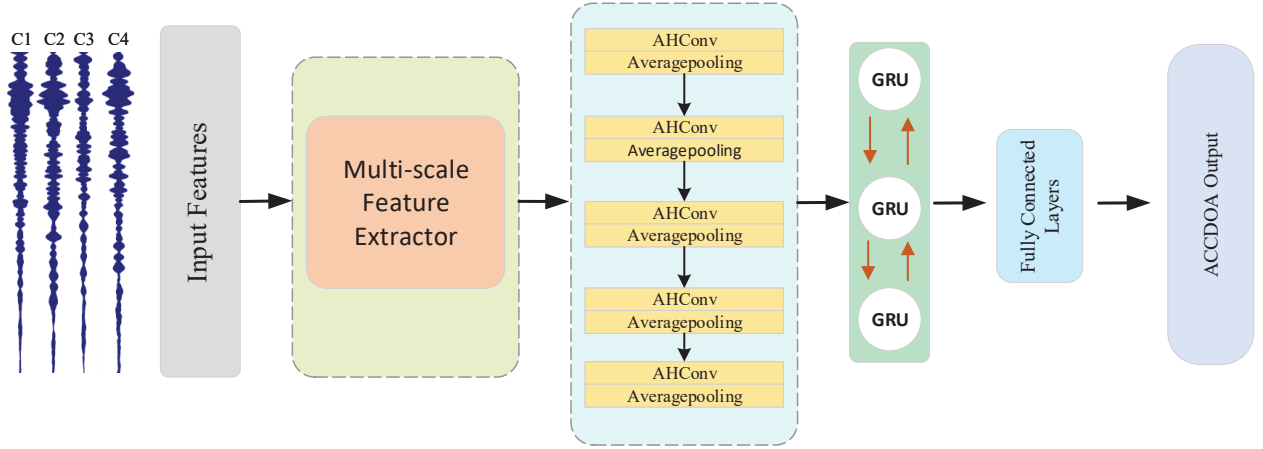 C1 C2 C3 C4
Input Features
Multi-scale
Feature
Extractor
AHConv
Averagepooling
AHConv
Averagepooling
AHConv
Averagepooling
AHConv
Averagepooling
AHConv
Averagepooling
GRU
GRU
GRU
Fully Connected
Layers
ACCDOA Output